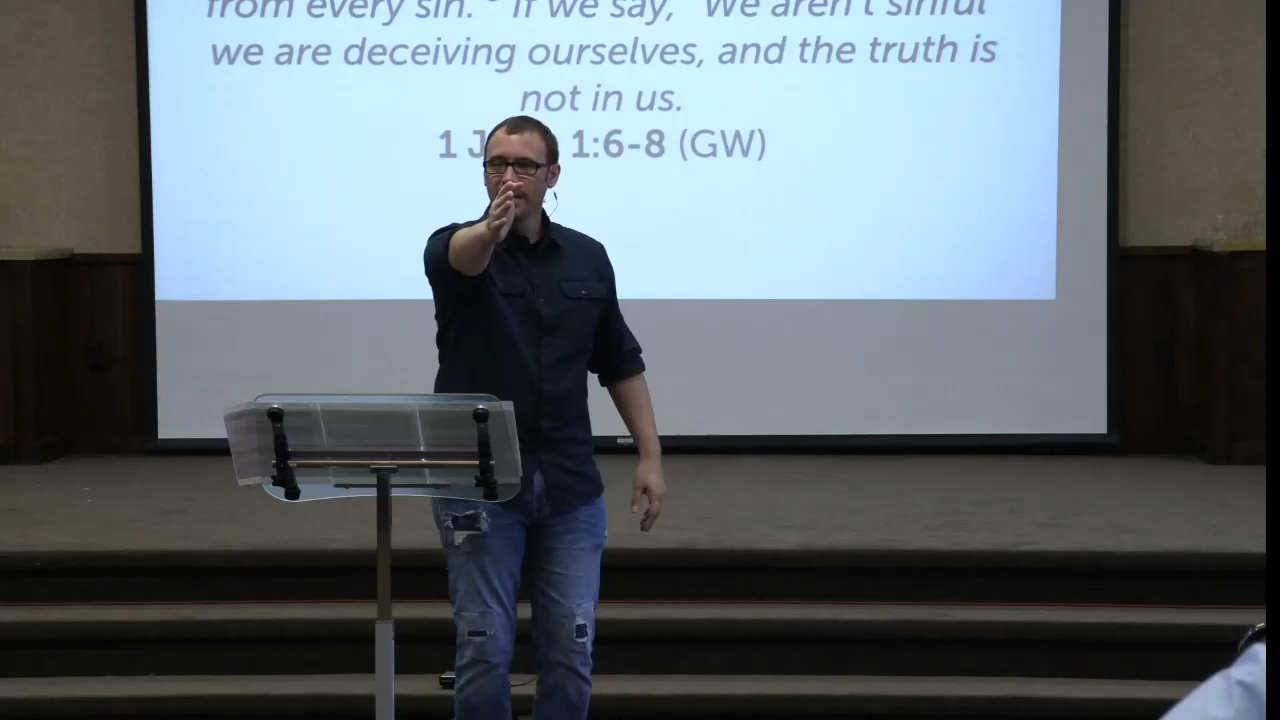 from every sin. 8 If we say, "We aren't sinful"
we are deceiving ourselves, and the truth is
not in us.
1 J 1:6-8 (GW)